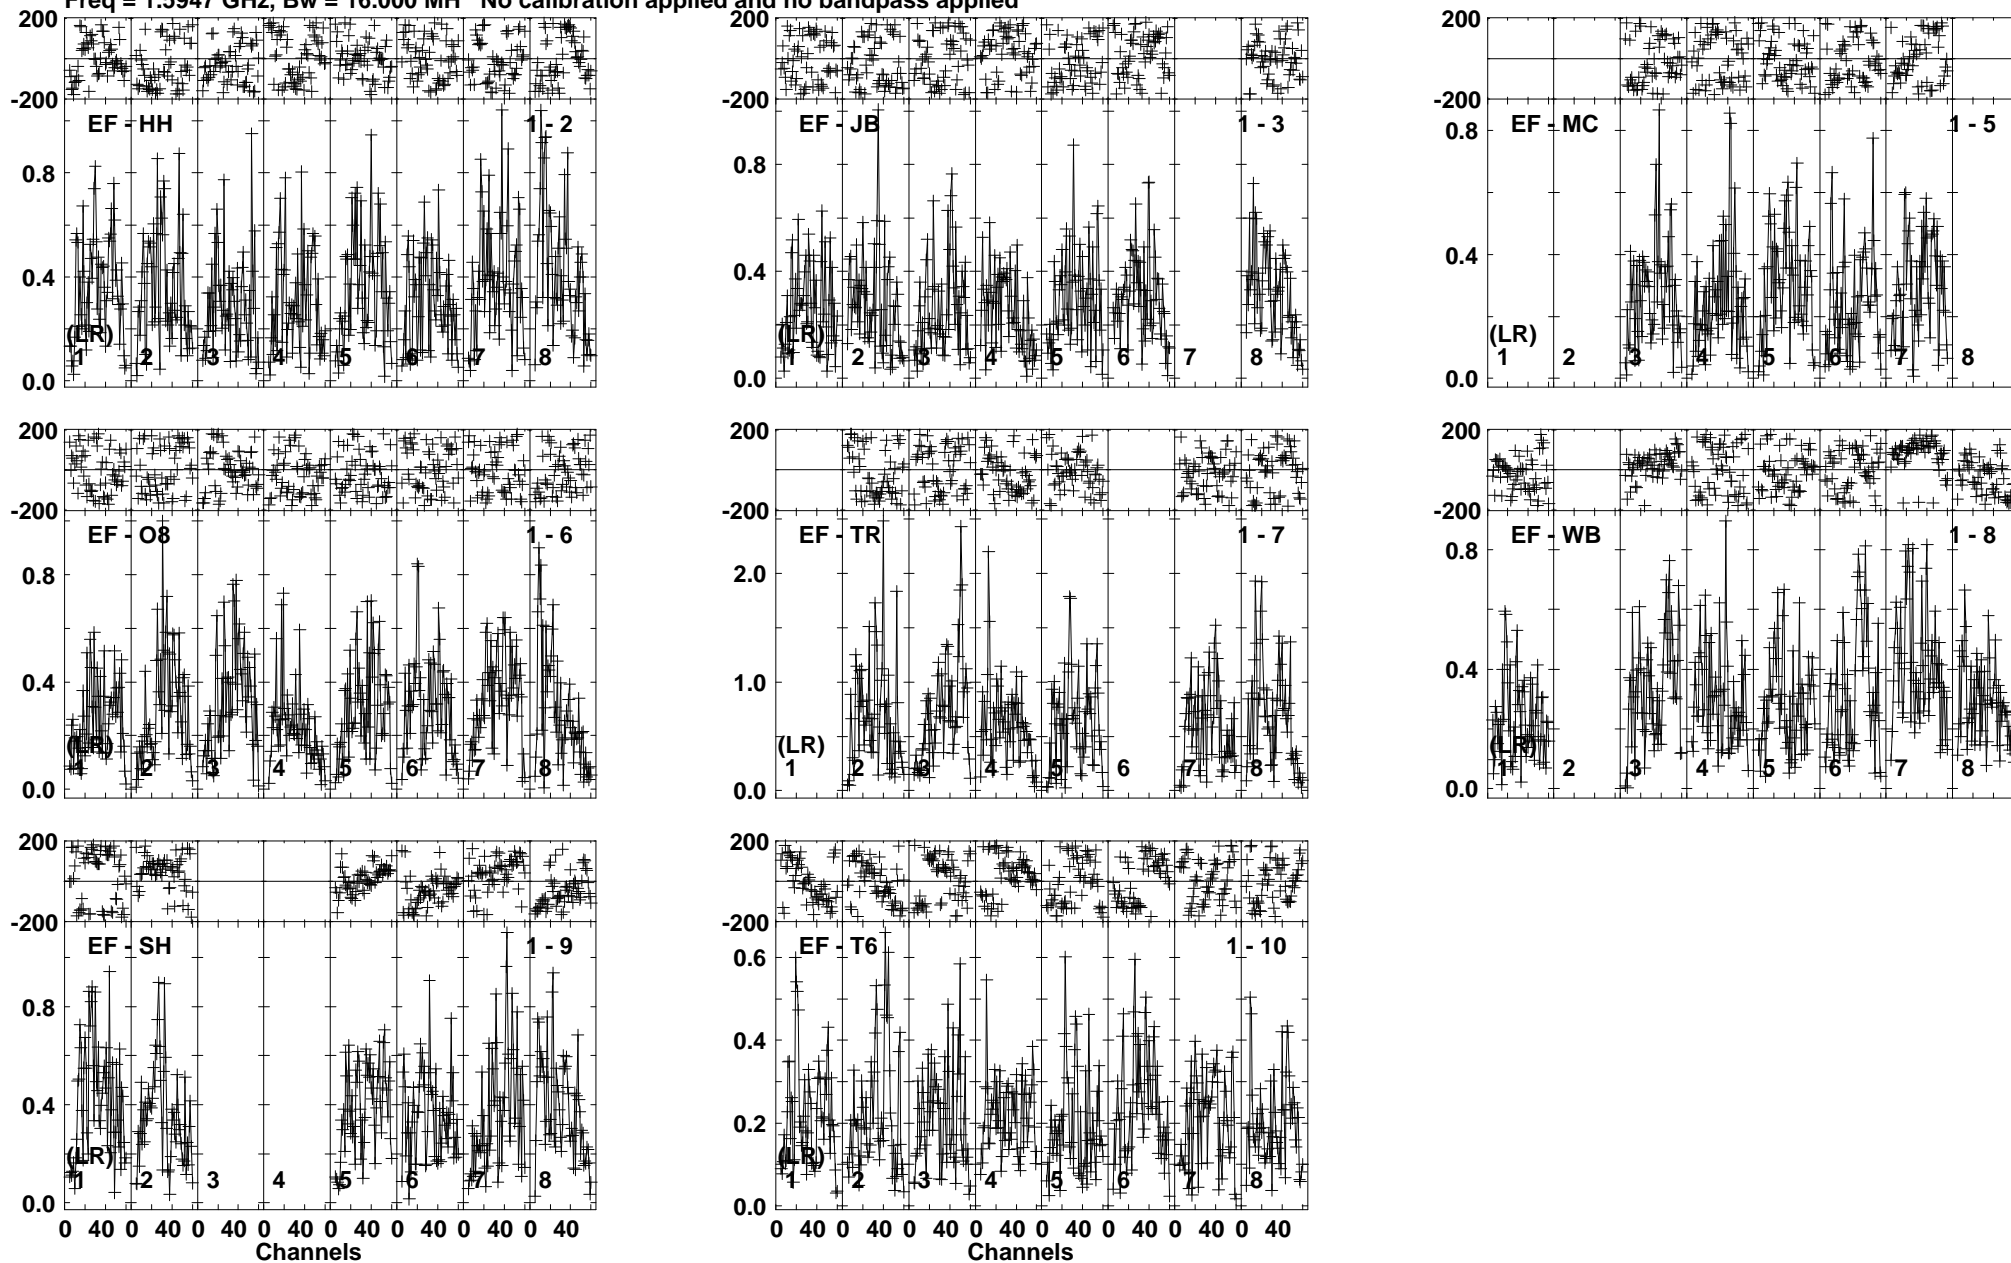 Freq = 1.5947 GHz, Bw = 16.000 MH No calibration applied and no bandpass applied
200
-200
EF - HH 1 - 2
0.8
0.4
(LR)
1 2 3 4 5 6 7 8
0.0
200
-200
EF - JB 1 - 3
0.8
0.4
(LR)
1 2 3 4 5 6 7 8
0.0
200
-200
EF - MC 1 - 5
0.8
0.4
(LR)
1 2 3 4 5 6 7 8
0.0
200
-200
EF - O8 1 - 6
0.8
0.4
(LR)
1 2 3 4 5 6 7 8
0.0
200
-200
EF - TR 1 - 7
2.0
1.0
(LR)
1 2 3 4 5 6 7 8
0.0
200
-200
EF - WB 1 - 8
0.8
0.4
(LR)
1 2 3 4 5 6 7 8
0.0
200
-200
EF - SH 1 - 9
0.8
0.4
(LR)
1 2 3 4 5 6 7 8
0.0
0 40 0 40 0 40 0 40 0 40 0 40 0 40 0 40
Channels
200
-200
EF - T6 1 - 10
0.6
0.4
0.2
(LR)
1 2 3 4 5 6 7 8
0.0
0 40 0 40 0 40 0 40 0 40 0 40 0 40 0 40
Channels